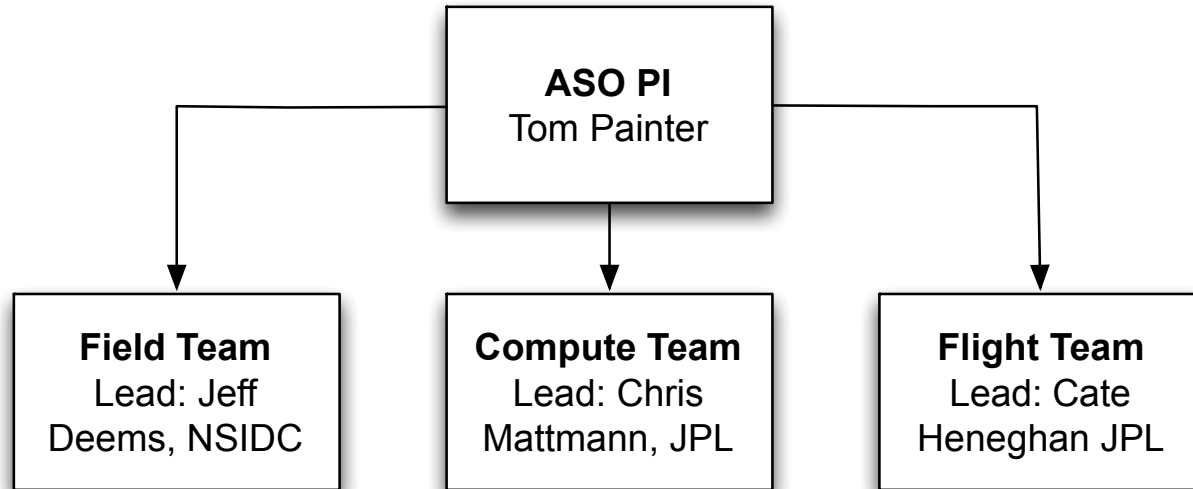 ASO PI
Tom Painter
Field Team
Lead: Jeff
Deems, NSIDC
Compute Team
Lead: Chris
Mattmann, JPL
Flight Team
Lead: Cate
Heneghan JPL